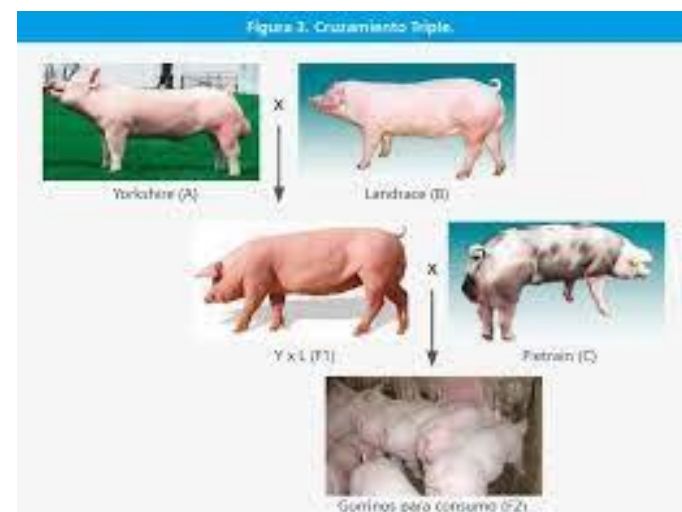 Figura 3. Cruzamiento Triple.
x
Yorkshire (A)
Landrace (B)
x
Y x L (F1)
Pietrain (C)
Gorrinos para consumo (F2)